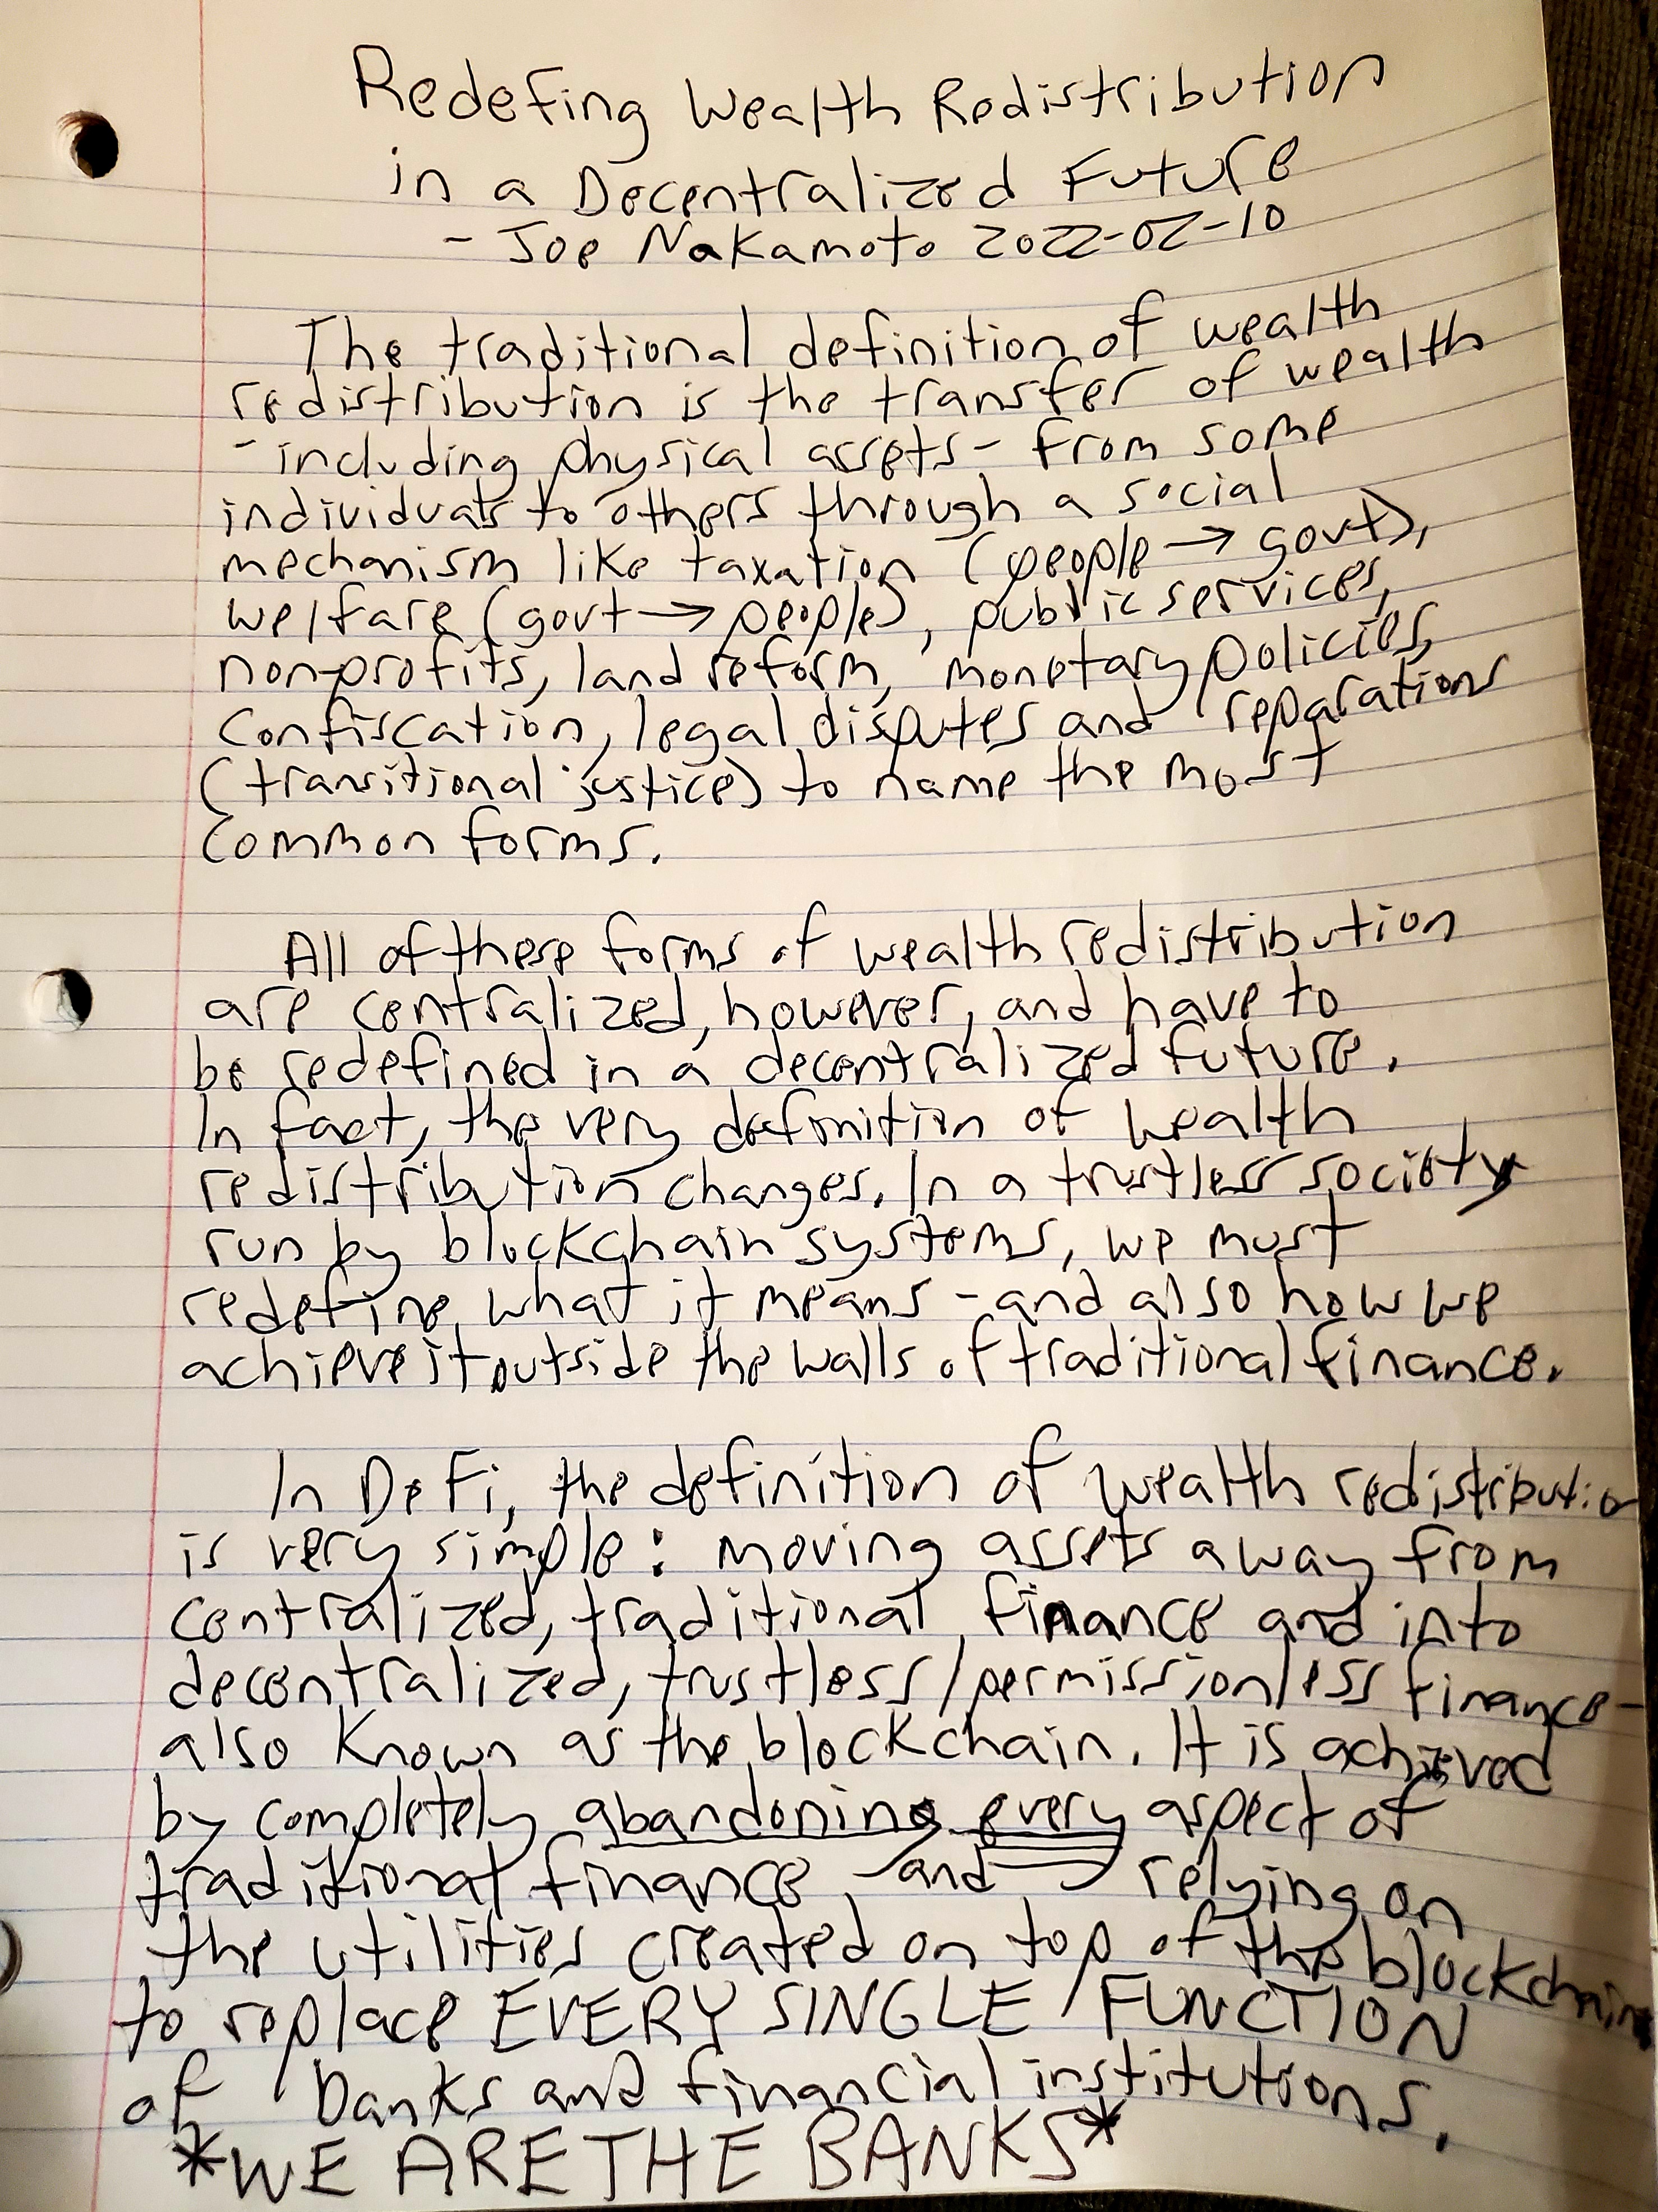 Redefing Wealth Redistribution
in a Decentralized Future
- Joe Nakamoto 2022-02-10
The traditional definition of wealth
redistribution is the transfer of wealth
- including physical assets - from some
individuals to others through a social
mechanism like taxation (people → govt),
welfare (govt → people), public services,
non-profits, land reform, monetary policies,
confiscation, legal disputes and reparations
(transitional justice) to name the most
common forms.
All of these forms of wealth redistribution
are centralized, however, and have to
be redefined in a decentralized future.
In fact, the very definition of wealth
redistribution changes. In a trustless society
run by blockchain systems, we must
redefine what it means - and also how we
achieve it outside the walls of traditional finance.
In DeFi, the definition of wealth redistribution
is very simple: moving assets away from
centralized, traditional finance and into
decentralized, trustless/permissionless finance -
also known as the blockchain. It is achieved
by completely abandoning every aspect of
traditional finance and relying on
the utilities created on top of the blockchain
to replace EVERY SINGLE FUNCTION
of banks and financial institutions.
*WE ARE THE BANKS*